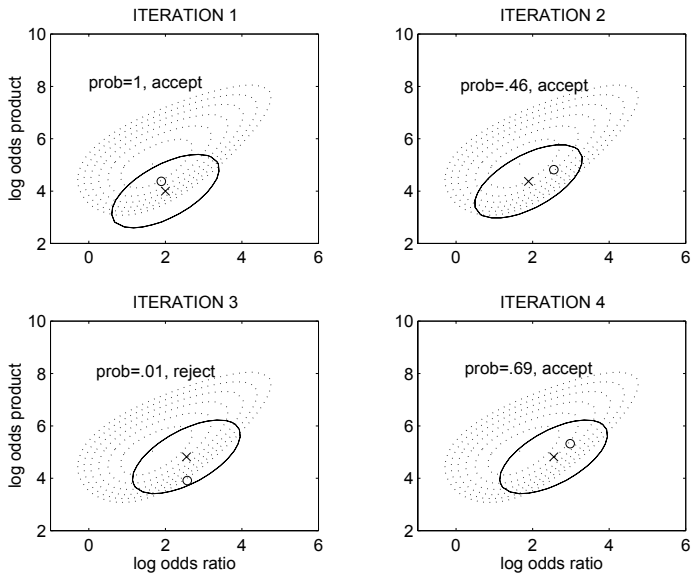 ITERATION 1
10
8
6
4
2
prob=1, accept
log odds product
0 2 4 6
ITERATION 2
10
8
6
4
2
prob=.46, accept
0 2 4 6
ITERATION 3
10
8
6
4
2
prob=.01, reject
log odds product
0 2 4 6
log odds ratio
ITERATION 4
10
8
6
4
2
prob=.69, accept
0 2 4 6
log odds ratio